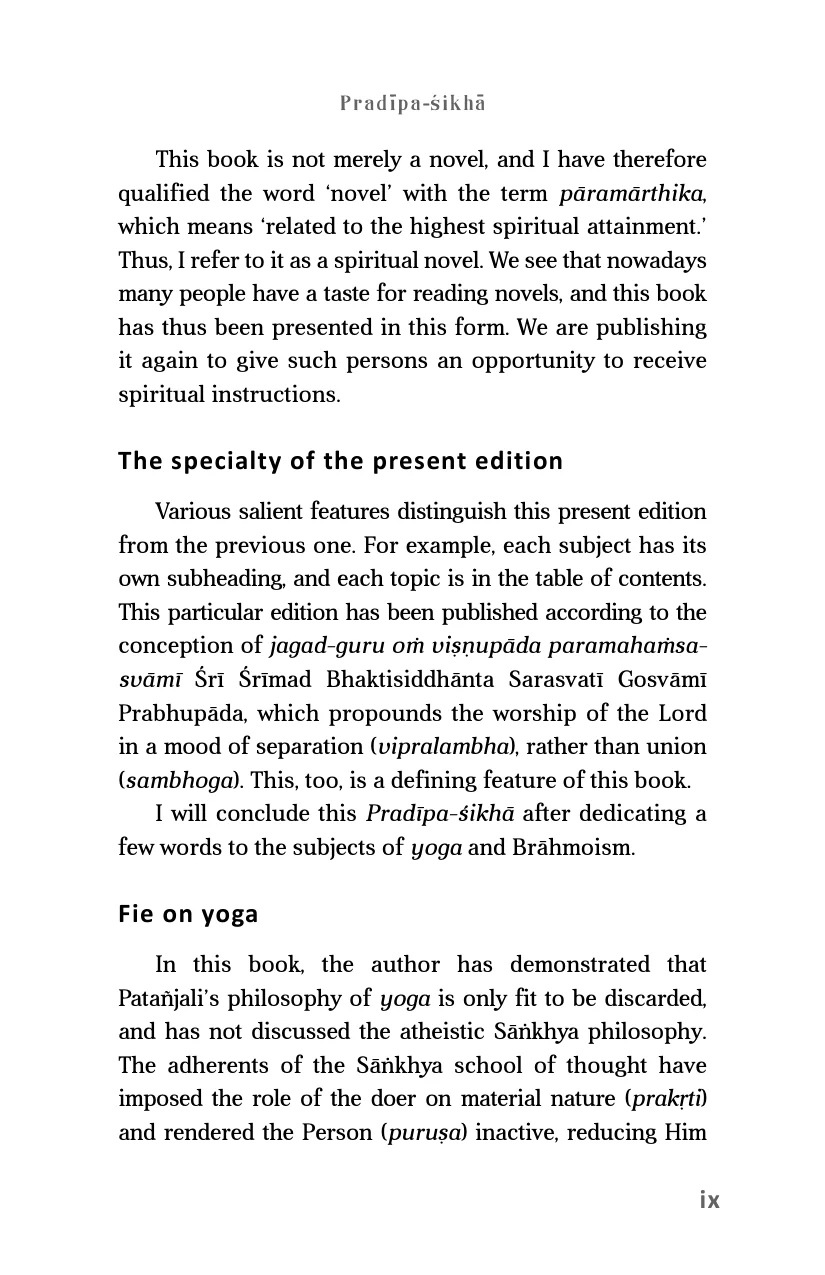 Pradīpa-śikhā
This book is not merely a novel, and I have therefore
qualified the word ‘novel’ with the term pāramārthika,
which means ‘related to the highest spiritual attainment.’
Thus, I refer to it as a spiritual novel. We see that nowadays
many people have a taste for reading novels, and this book
has thus been presented in this form. We are publishing
it again to give such persons an opportunity to receive
spiritual instructions.
The specialty of the present edition
Various salient features distinguish this present edition
from the previous one. For example, each subject has its
own subheading, and each topic is in the table of contents.
This particular edition has been published according to the
conception of jagad-guru oṁ viṣṇupāda paramahaṁsa-
svāmī Śrī Śrīmad Bhaktisiddhānta Sarasvatī Gosvāmī
Prabhupāda, which propounds the worship of the Lord
in a mood of separation (vipralambha), rather than union
(sambhoga). This, too, is a defining feature of this book.
I will conclude this Pradīpa-śikhā after dedicating a
few words to the subjects of yoga and Brāhmoism.
Fie on yoga
In this book, the author has demonstrated that
Patañjali’s philosophy of yoga is only fit to be discarded,
and has not discussed the atheistic Sāṅkhya philosophy.
The adherents of the Sāṅkhya school of thought have
imposed the role of the doer on material nature (prakṛti)
and rendered the Person (puruṣa) inactive, reducing Him
ix